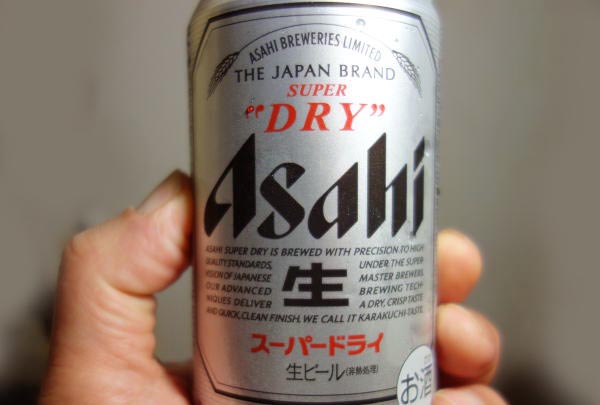 ASAHI BREWERIES LIMITED
THE JAPAN BRAND
SUPER
"DRY"
Asahi
ASAHI SUPER DRY IS BREWED WITH PRECISION TO HIGH
QUALITY STANDARDS, UNDER THE SUPER-
VISION OF JAPANESE MASTER BREWERS.
生
OUR ADVANCED BREWING TECH-
NIQUES DELIVER A DRY, CRISP TASTE
AND QUICK, CLEAN FINISH. WE CALL IT KARAKUCHI-TASTE.
スーパードライ
生ビール(非熱処理)
お酒